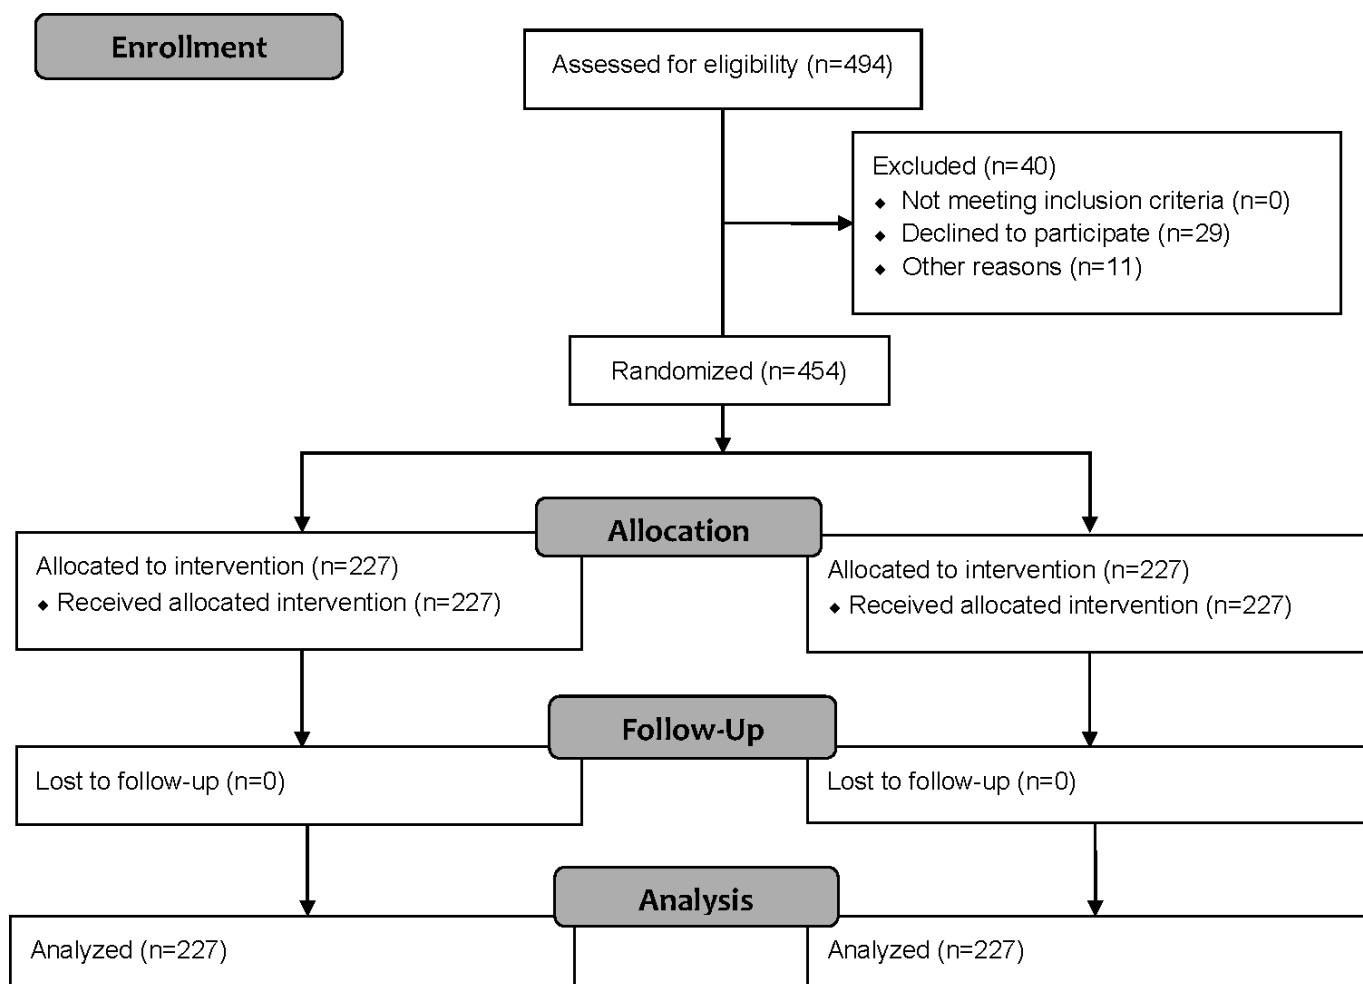 Enrollment
Assessed for eligibility (n=494)
Excluded (n=40)
⬥ Not meeting inclusion criteria (n=0)
⬥ Declined to participate (n=29)
⬥ Other reasons (n=11)
Randomized (n=454)
Allocation
Allocated to intervention (n=227)
⬥ Received allocated intervention (n=227)
Allocated to intervention (n=227)
⬥ Received allocated intervention (n=227)
Follow-Up
Lost to follow-up (n=0)
Lost to follow-up (n=0)
Analysis
Analyzed (n=227)
Analyzed (n=227)